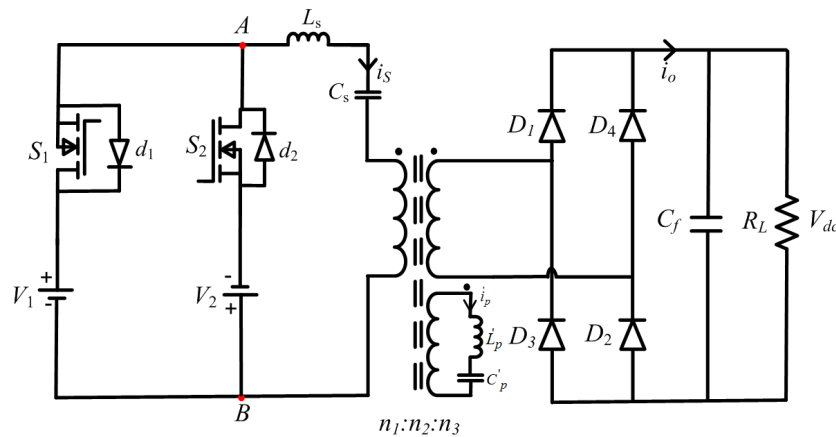 A
Ls
iS
Cs
S1
d1
S2
d2
D1
D4
io
Cf
RL
Vdc
+
V1
-
-
V2
+
ip
L'p
C'p
D3
D2
B
n1:n2:n3